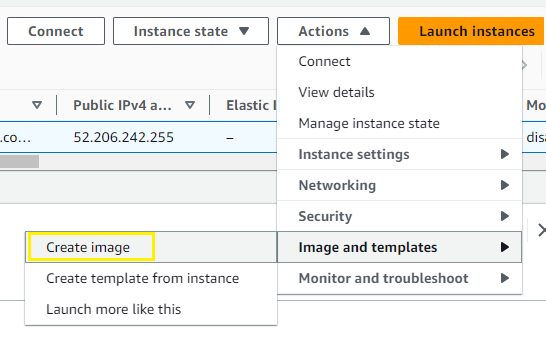 Connect
Instance state
Actions
Launch instances
Connect
Public IPv4 a...
Elastic I
Mo
View details
.co...
52.206.242.255
–
Manage instance state
disa
Instance settings
Networking
Security
Create image
Image and templates
Create template from instance
Monitor and troubleshoot
Launch more like this